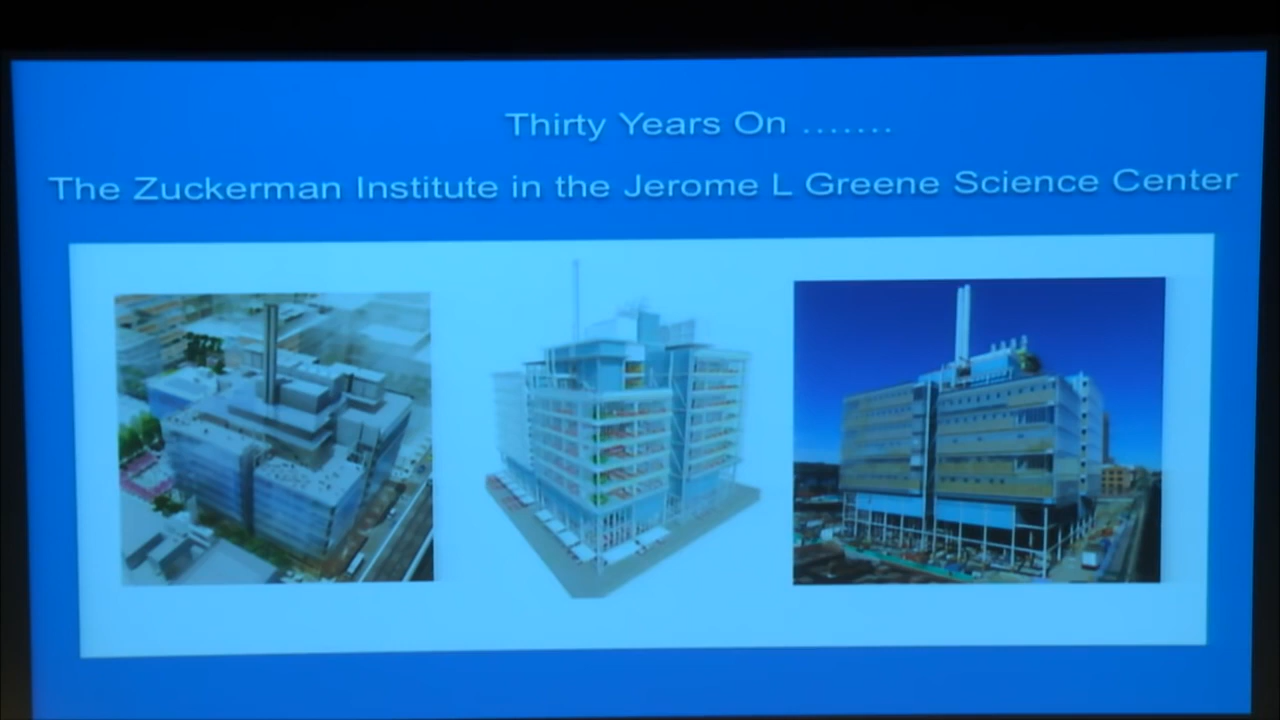 Thirty Years On .......
The Zuckerman Institute in the Jerome L Greene Science Center